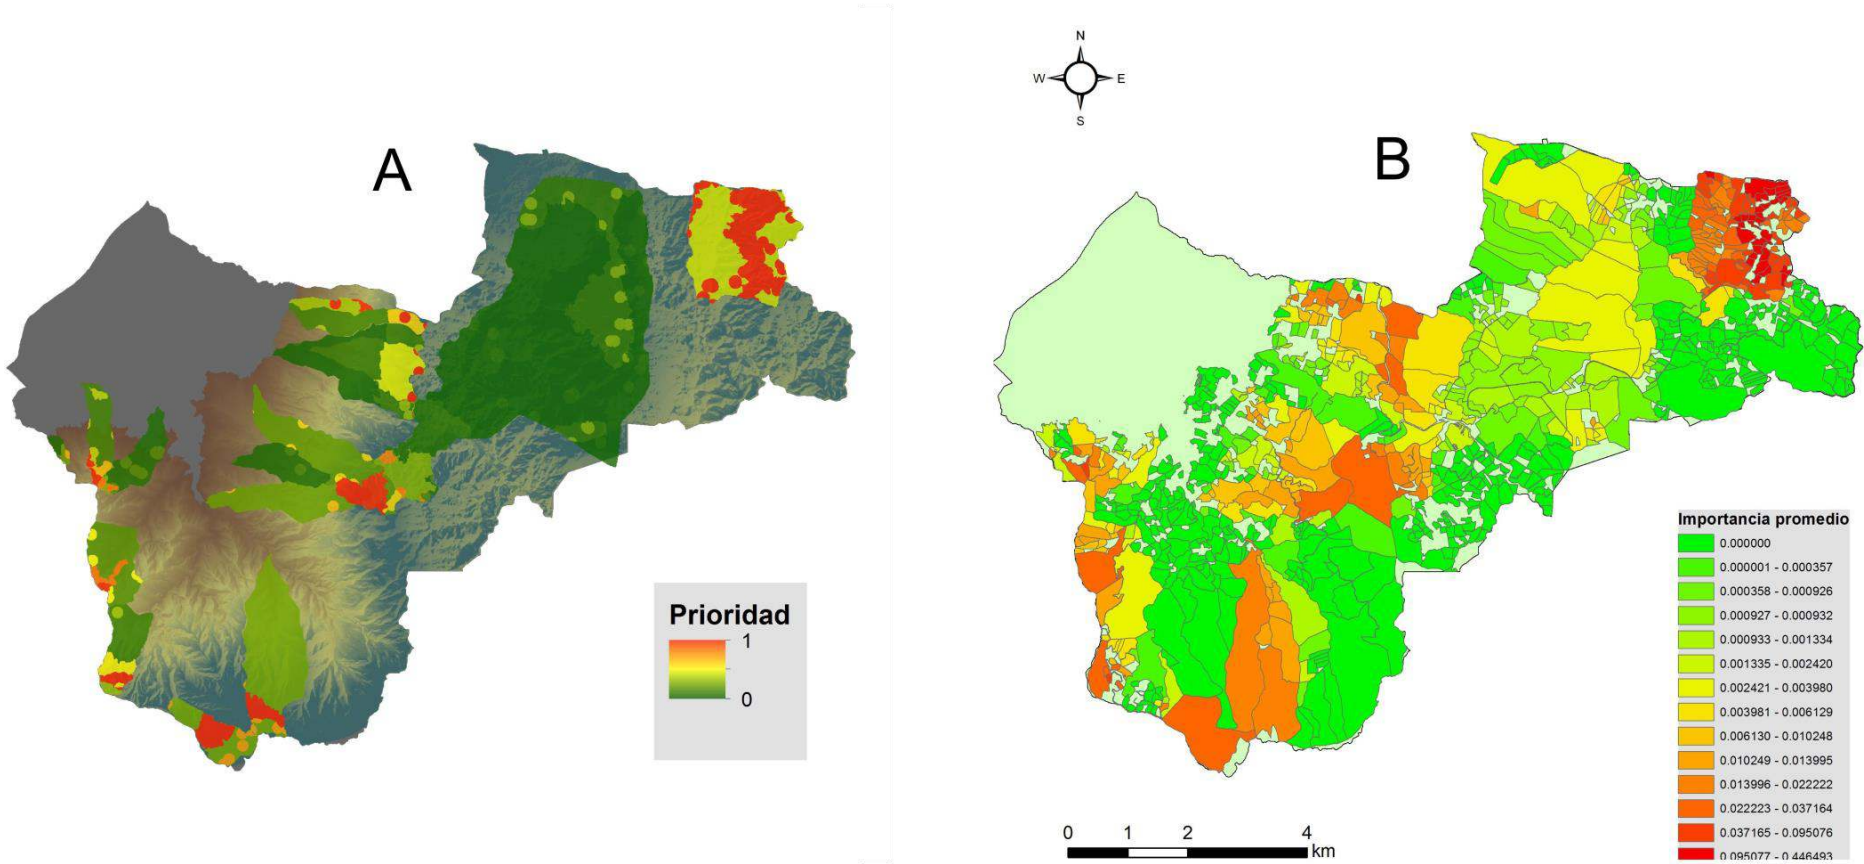 A
Prioridad
1
0
N
W E
S
B
Importancia promedio
0.000000
0.000001 - 0.000357
0.000358 - 0.000926
0.000927 - 0.000932
0.000933 - 0.001334
0.001335 - 0.002420
0.002421 - 0.003980
0.003981 - 0.006129
0.006130 - 0.010248
0.010249 - 0.013995
0.013996 - 0.022222
0.022223 - 0.037164
0.037165 - 0.095076
0.095077 - 0.446493
0 1 2 4
km